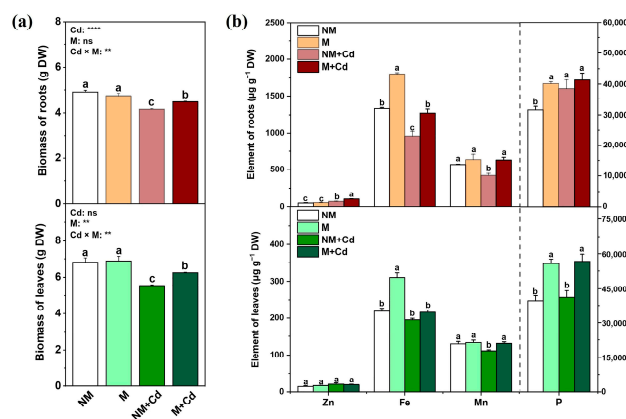 (a)
(b)
Cd: ****
M: ns
Cd × M: **
Biomass of roots (g DW)
8
6
4
2
0
a
a
c
b
Cd: ns
M: **
Cd × M: **
Biomass of leaves (g DW)
8
6
4
2
0
a
a
c
b
NM
M
NM+Cd
M+Cd
NM
M
NM+Cd
M+Cd
Element of roots (μg g⁻¹ DW)
2500
2000
1500
1000
500
c c b a
b a c b
a a b a
b a a a
60,000
50,000
40,000
30,000
20,000
10,000
0
NM
M
NM+Cd
M+Cd
Element of leaves (μg g⁻¹ DW)
400
300
200
100
0
a a a a
b a b b
a a b a
b a b a
75,000
60,000
45,000
30,000
15,000
0
Zn
Fe
Mn
P